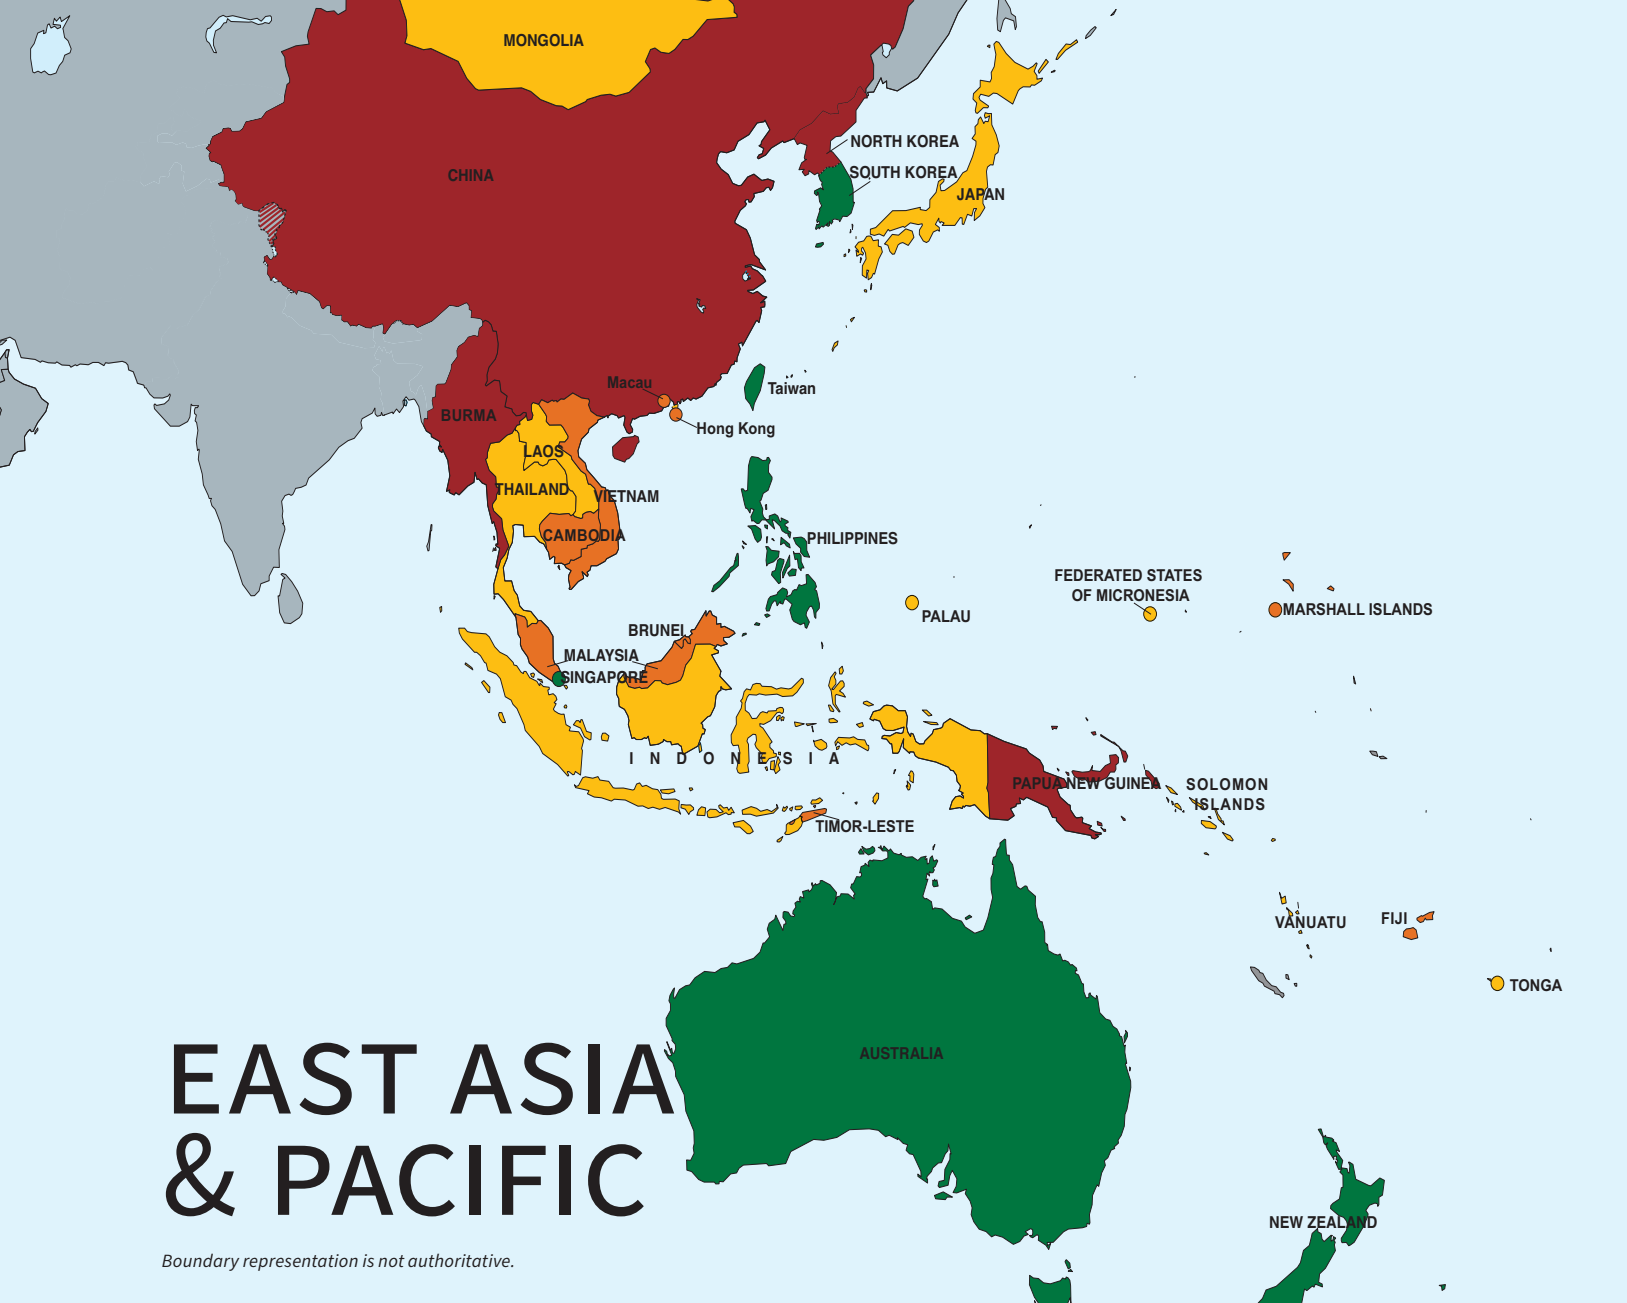 MONGOLIA
NORTH KOREA
CHINA
SOUTH KOREA
JAPAN
Macau
Taiwan
BURMA
Hong Kong
LAOS
THAILAND
VIETNAM
CAMBODIA
PHILIPPINES
FEDERATED STATES
OF MICRONESIA
MARSHALL ISLANDS
PALAU
BRUNEI
MALAYSIA
SINGAPORE
INDONESIA
PAPUA NEW GUINEA
SOLOMON
ISLANDS
TIMOR-LESTE
VANUATU
FIJI
TONGA
AUSTRALIA
EAST ASIA
& PACIFIC
NEW ZEALAND
Boundary representation is not authoritative.